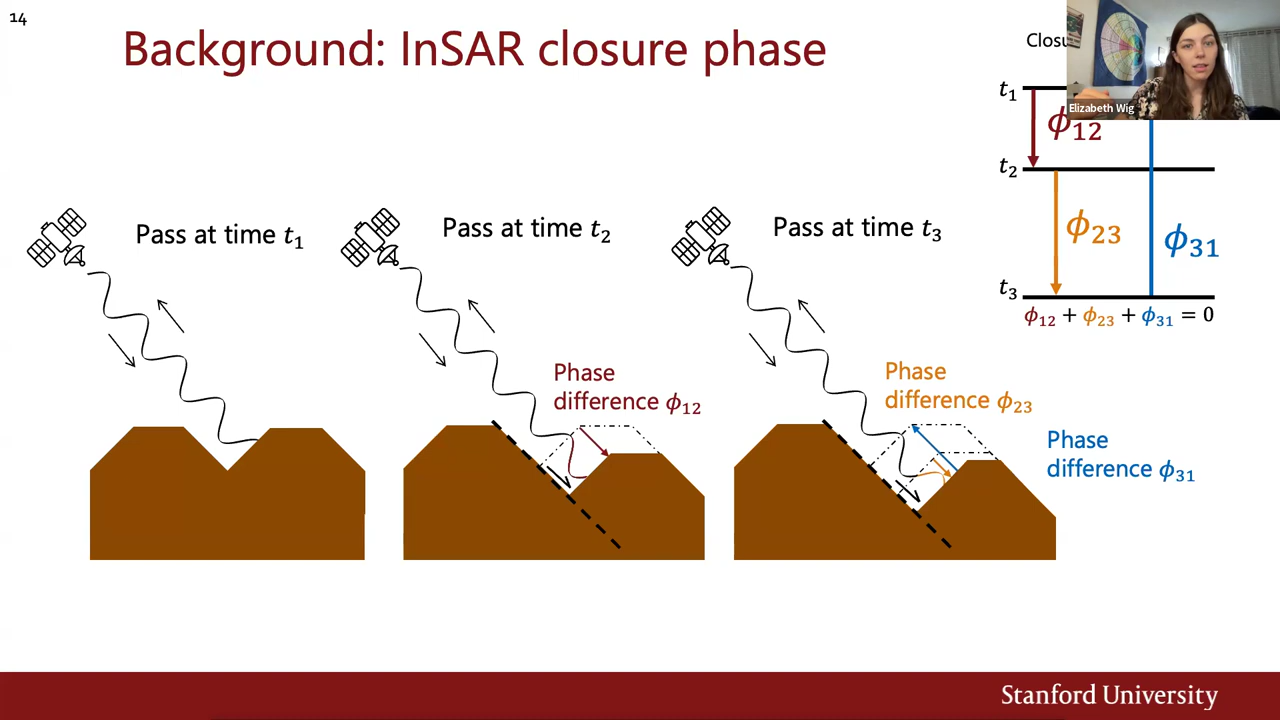 14
Background: InSAR closure phase
Elizabeth Wig
t₁
ϕ₁₂
t₂
ϕ₂₃
ϕ₃₁
t₃
ϕ₁₂ + ϕ₂₃ + ϕ₃₁ = 0
Pass at time t₁
Pass at time t₂
Pass at time t₃
Phase
difference ϕ₁₂
Phase
difference ϕ₂₃
Phase
difference ϕ₃₁
Stanford University